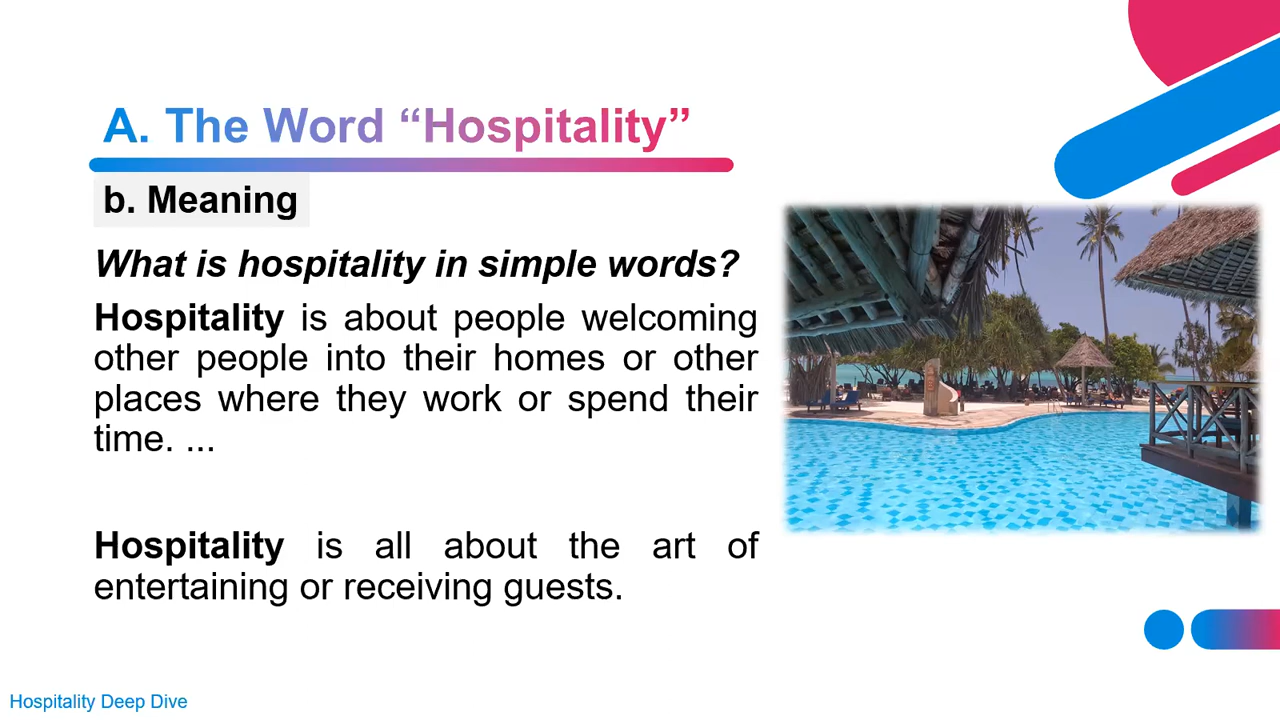 A. The Word “Hospitality”
b. Meaning
What is hospitality in simple words?
Hospitality is about people welcoming
other people into their homes or other
places where they work or spend their
time. ...
Hospitality is all about the art of
entertaining or receiving guests.
Hospitality Deep Dive